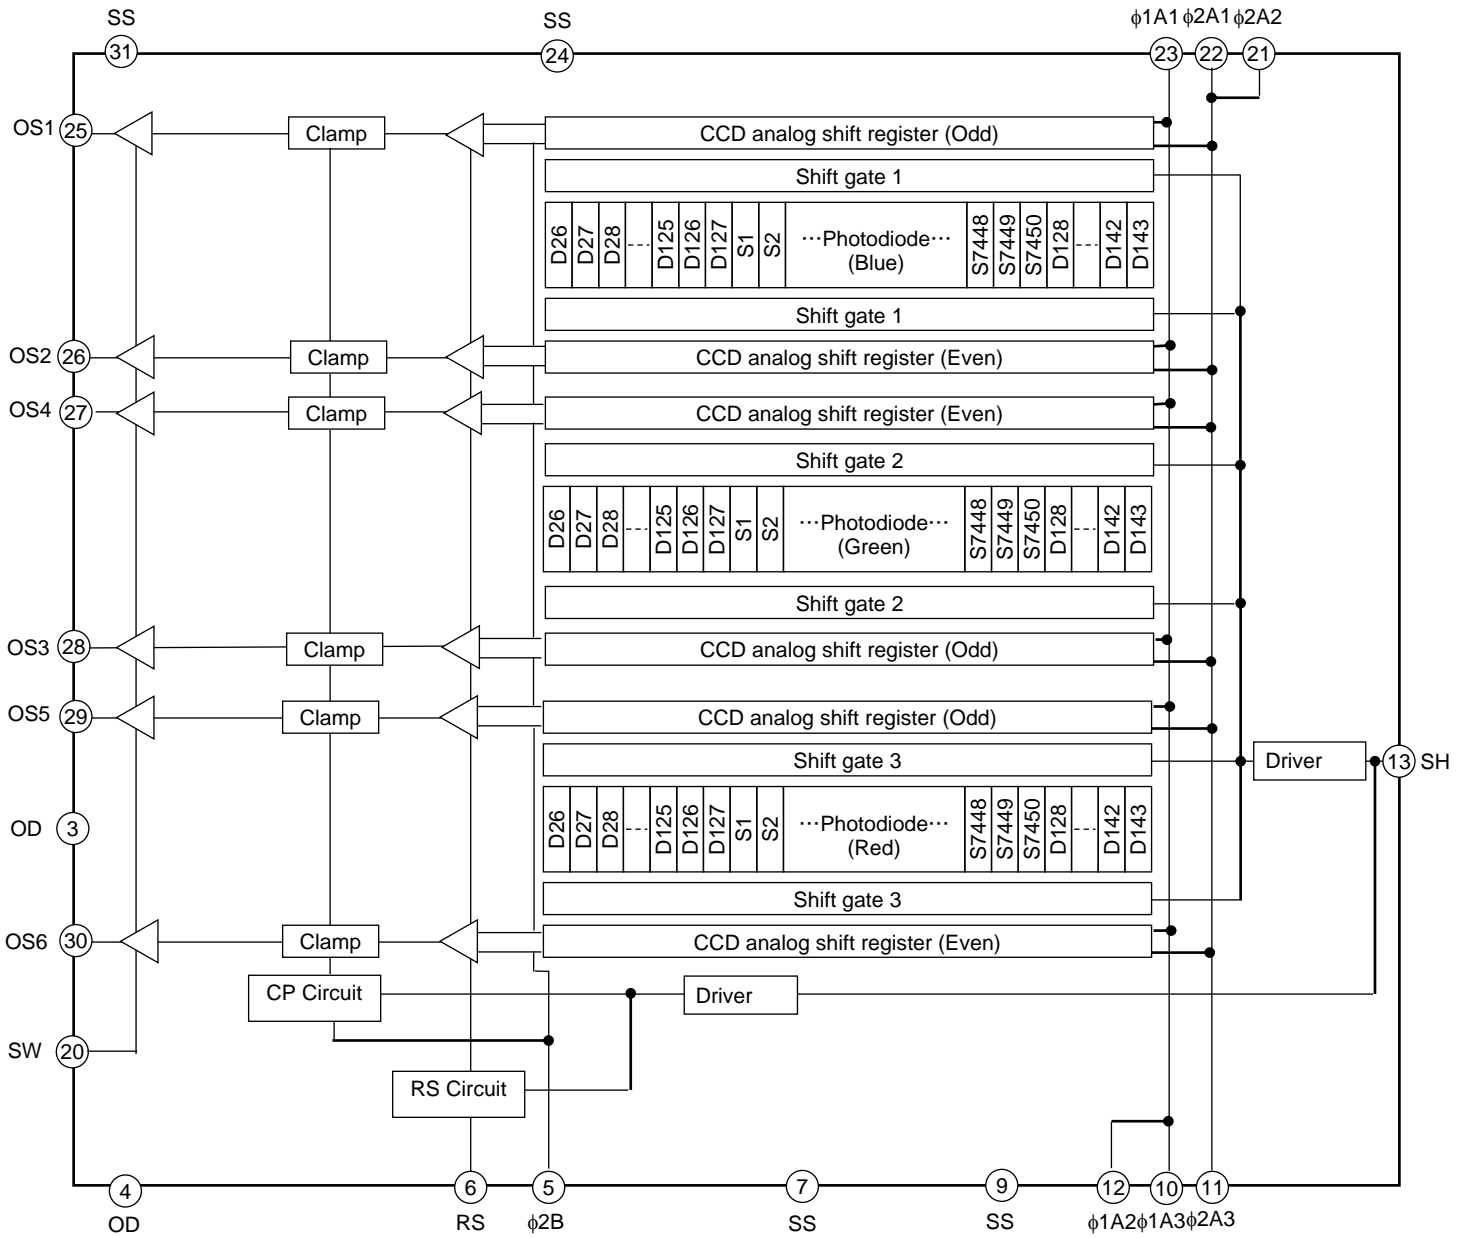 SS
SS
ϕ1A1 ϕ2A1 ϕ2A2
31
24
23
22
21
OS1 25
Clamp
CCD analog shift register (Odd)
Shift gate 1
D26 D27 D28 ---- D125 D126 D127 S1 S2 ···Photodiode··· (Blue) S7448 S7449 S7450 D128 ---- D142 D143
Shift gate 1
OS2 26
Clamp
CCD analog shift register (Even)
OS4 27
Clamp
CCD analog shift register (Even)
Shift gate 2
D26 D27 D28 ---- D125 D126 D127 S1 S2 ···Photodiode··· (Green) S7448 S7449 S7450 D128 ---- D142 D143
Shift gate 2
OS3 28
Clamp
CCD analog shift register (Odd)
OS5 29
Clamp
CCD analog shift register (Odd)
Shift gate 3
Driver
13 SH
OD 3
D26 D27 D28 ---- D125 D126 D127 S1 S2 ···Photodiode··· (Red) S7448 S7449 S7450 D128 ---- D142 D143
Shift gate 3
OS6 30
Clamp
CCD analog shift register (Even)
CP Circuit
Driver
SW 20
RS Circuit
4
6
5
7
9
12
10
11
OD
RS
ϕ2B
SS
SS
ϕ1A2 ϕ1A3 ϕ2A3